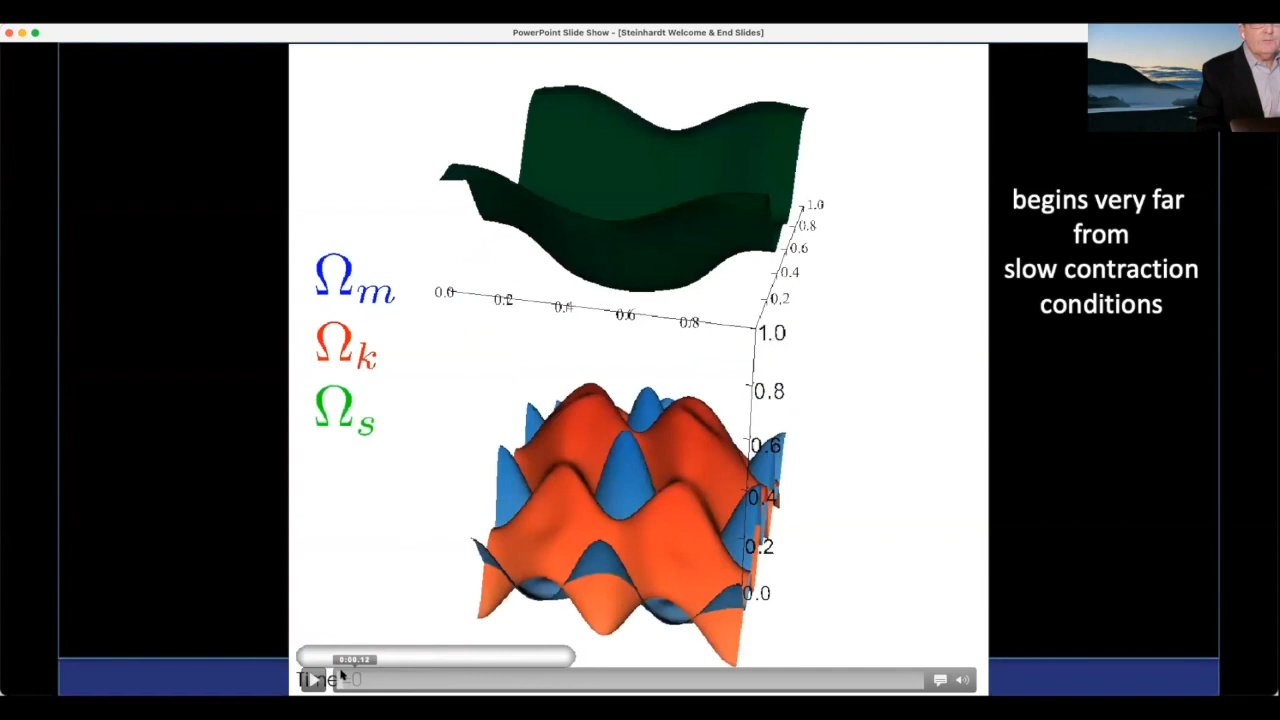 PowerPoint Slide Show - [Steinhardt Welcome & End Slides]
begins very far
from
slow contraction
conditions
Ωm
Ωk
Ωs
1.0
0.8
0.6
0.4
0.2
0.0 0.2 0.4 0.6 0.8
1.0
0.8
0.6
0.4
0.2
0.0
0:09.12